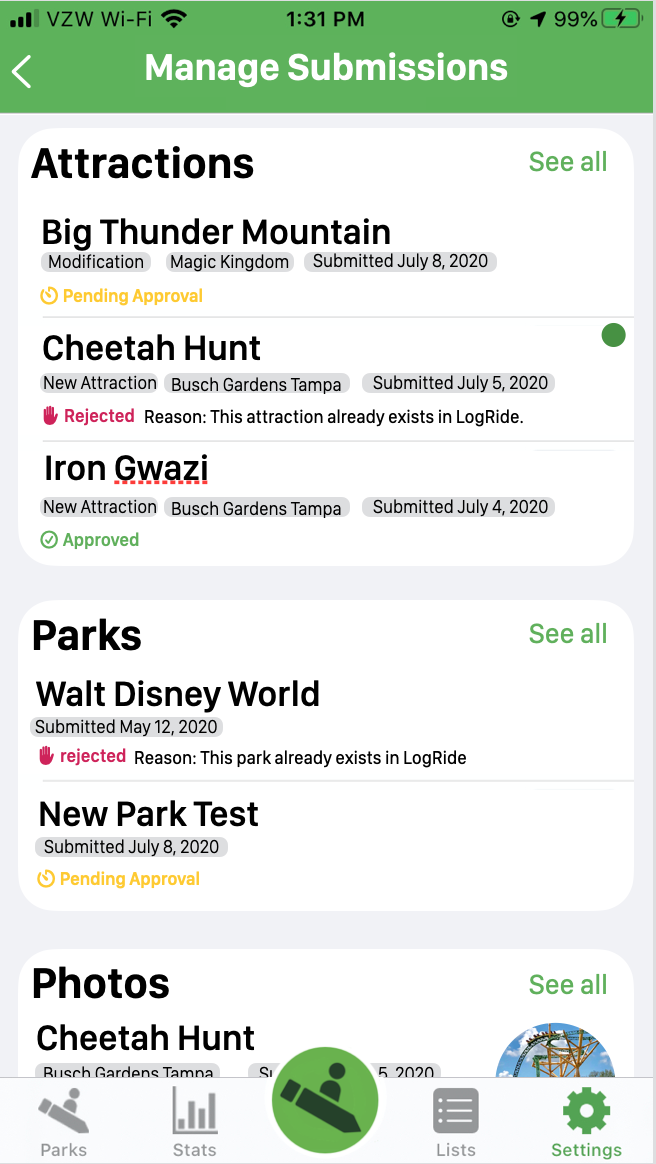 VZW Wi-Fi 1:31 PM 99%
Manage Submissions
Attractions See all
Big Thunder Mountain
Modification Magic Kingdom Submitted July 8, 2020
Pending Approval
Cheetah Hunt
New Attraction Busch Gardens Tampa Submitted July 5, 2020
Rejected Reason: This attraction already exists in LogRide.
Iron Gwazi
New Attraction Busch Gardens Tampa Submitted July 4, 2020
Approved
Parks See all
Walt Disney World
Submitted May 12, 2020
rejected Reason: This park already exists in LogRide
New Park Test
Submitted July 8, 2020
Pending Approval
Photos See all
Cheetah Hunt
Busch Gardens Tampa Su 5, 2020
Parks Stats Lists Settings